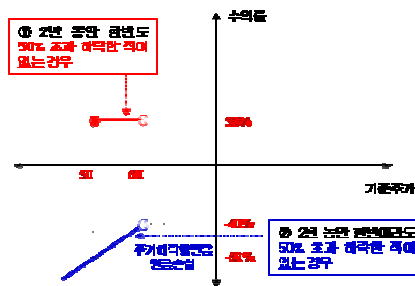 ① 2년 동안 한번도
50% 초과 하락한 적이
없는 경우
수익률
기준주가
주가하락률만큼
원금손실
② 2년 동안 한번이라도
50% 초과 하락한 적이
있는 경우